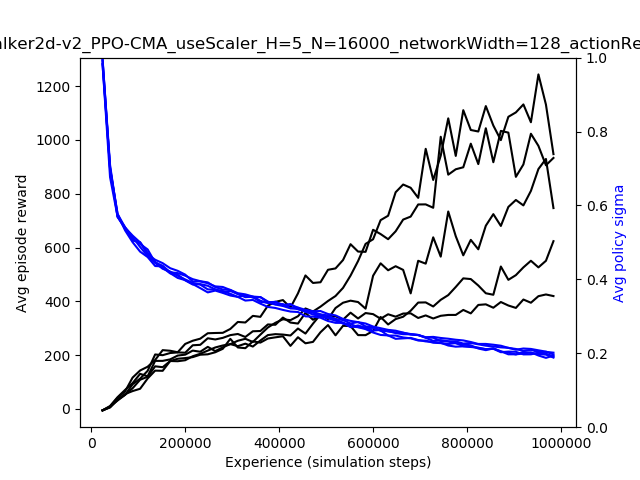 alker2d-v2_PPO-CMA_useScaler_H=5_N=16000_networkWidth=128_actionRe
1200
1000
800
600
400
200
0
Avg episode reward
1.0
0.8
0.6
0.4
0.2
0.0
Avg policy sigma
0 200000 400000 600000 800000 1000000
Experience (simulation steps)